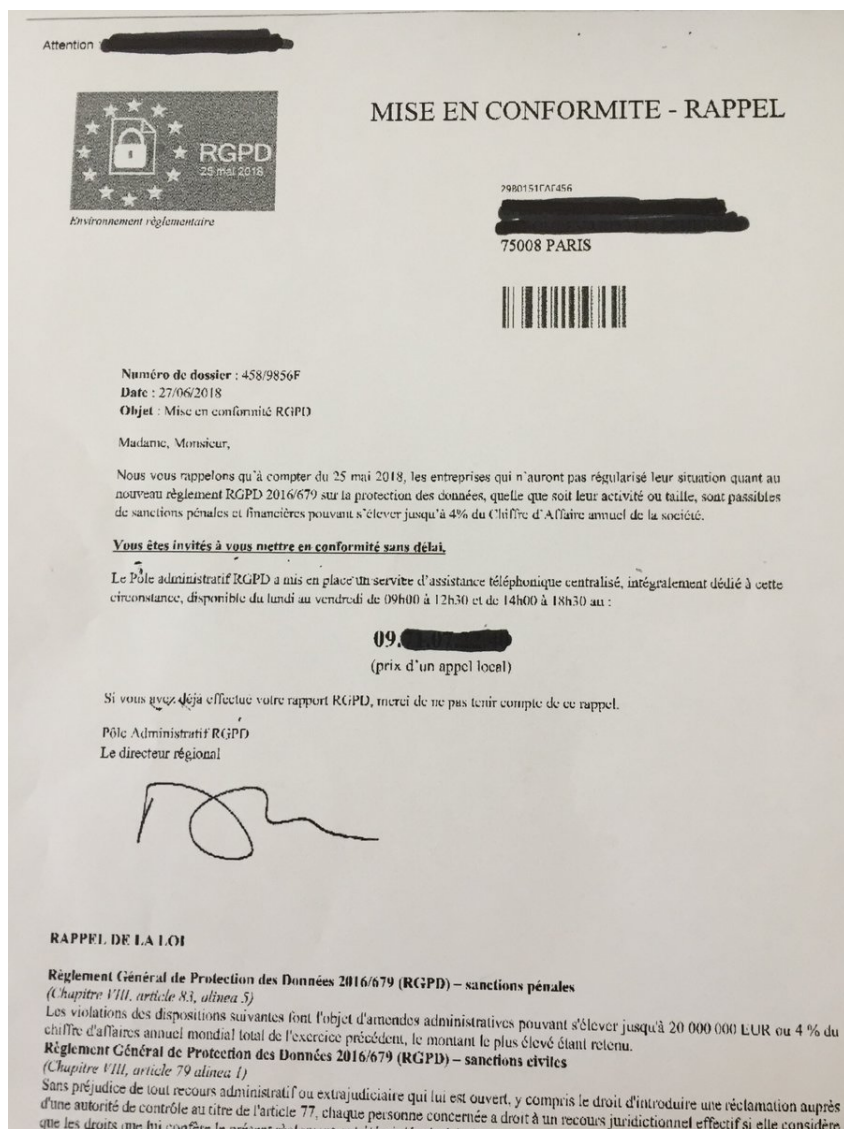 Attention :
MISE EN CONFORMITE - RAPPEL
RGPD
25 mai 2018
Environnement règlementaire
75008 PARIS
Numéro de dossier : 458/9856F
Date : 27/06/2018
Objet : Mise en conformité RGPD
Madame, Monsieur,
Nous vous rappelons qu'à compter du 25 mai 2018, les entreprises qui n'auront pas régularisé leur situation quant au
nouveau règlement RGPD 2016/679 sur la protection des données, quelle que soit leur activité ou taille, sont passibles
de sanctions pénales et financières pouvant s'élever jusqu'à 4% du Chiffre d'Affaire annuel de la société.
Vous êtes invités à vous mettre en conformité sans délai.
Le Pôle administratif RGPD a mis en place un service d'assistance téléphonique centralisé, intégralement dédié à cette
circonstance, disponible du lundi au vendredi de 09h00 à 12h30 et de 14h00 à 18h30 au :
09.
(prix d'un appel local)
Si vous avez déjà effectué votre rapport RGPD, merci de ne pas tenir compte de ce rappel.
Pôle Administratif RGPD
Le directeur régional
RAPPEL DE LA LOI
Règlement Général de Protection des Données 2016/679 (RGPD) – sanctions pénales
(Chapitre VIII, article 83, alinea 5)
Les violations des dispositions suivantes font l'objet d'amendes administratives pouvant s'élever jusqu'à 20 000 000 EUR ou 4 % du
chiffre d'affaires annuel mondial total de l'exercice précédent, le montant le plus élevé étant retenu.
Règlement Général de Protection des Données 2016/679 (RGPD) – sanctions civiles
(Chapitre VIII, article 79 alinea 1)
Sans préjudice de tout recours administratif ou extrajudiciaire qui lui est ouvert, y compris le droit d'introduire une réclamation auprès
d'une autorité de contrôle au titre de l'article 77, chaque personne concernée a droit à un recours juridictionnel effectif si elle considère
que les droits que lui confère le présent règlement